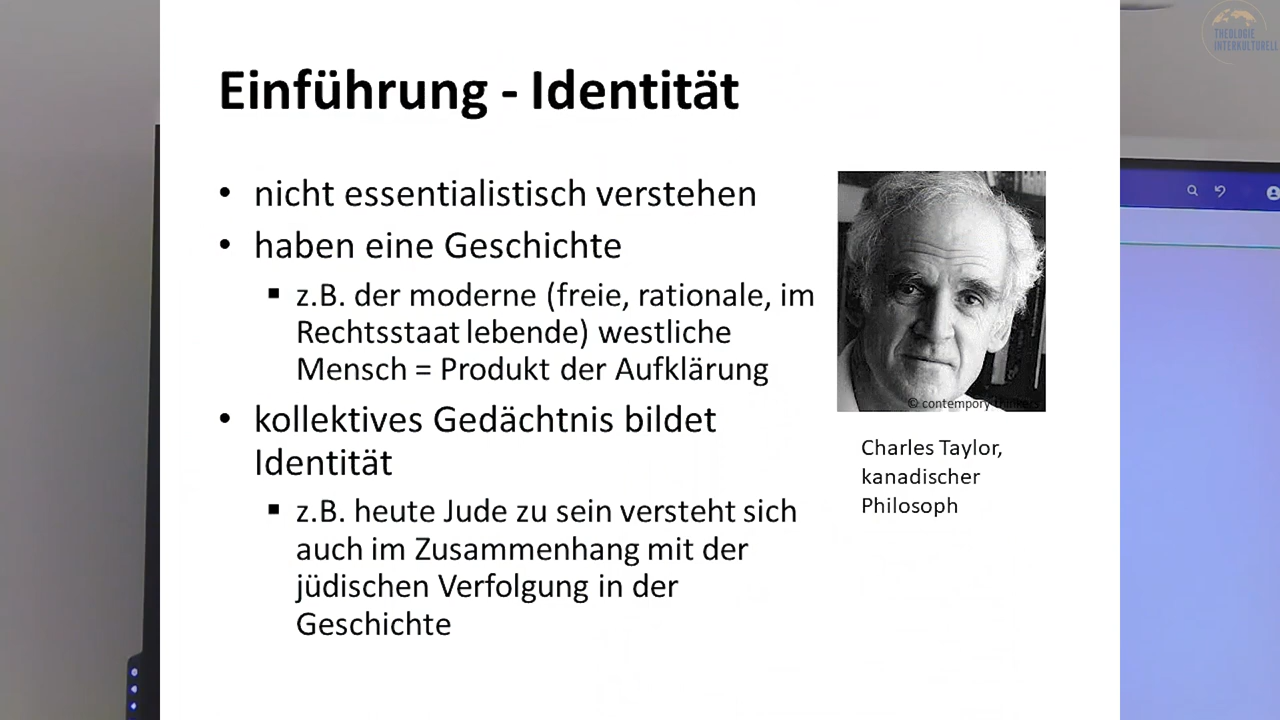 THEOLOGIE
INTERKULTURELL
Einführung - Identität
• nicht essentialistisch verstehen
• haben eine Geschichte
▪ z.B. der moderne (freie, rationale, im
Rechtsstaat lebende) westliche
Mensch = Produkt der Aufklärung
• kollektives Gedächtnis bildet
Identität
▪ z.B. heute Jude zu sein versteht sich
auch im Zusammenhang mit der
jüdischen Verfolgung in der
Geschichte
© contempory thinkers
Charles Taylor,
kanadischer
Philosoph